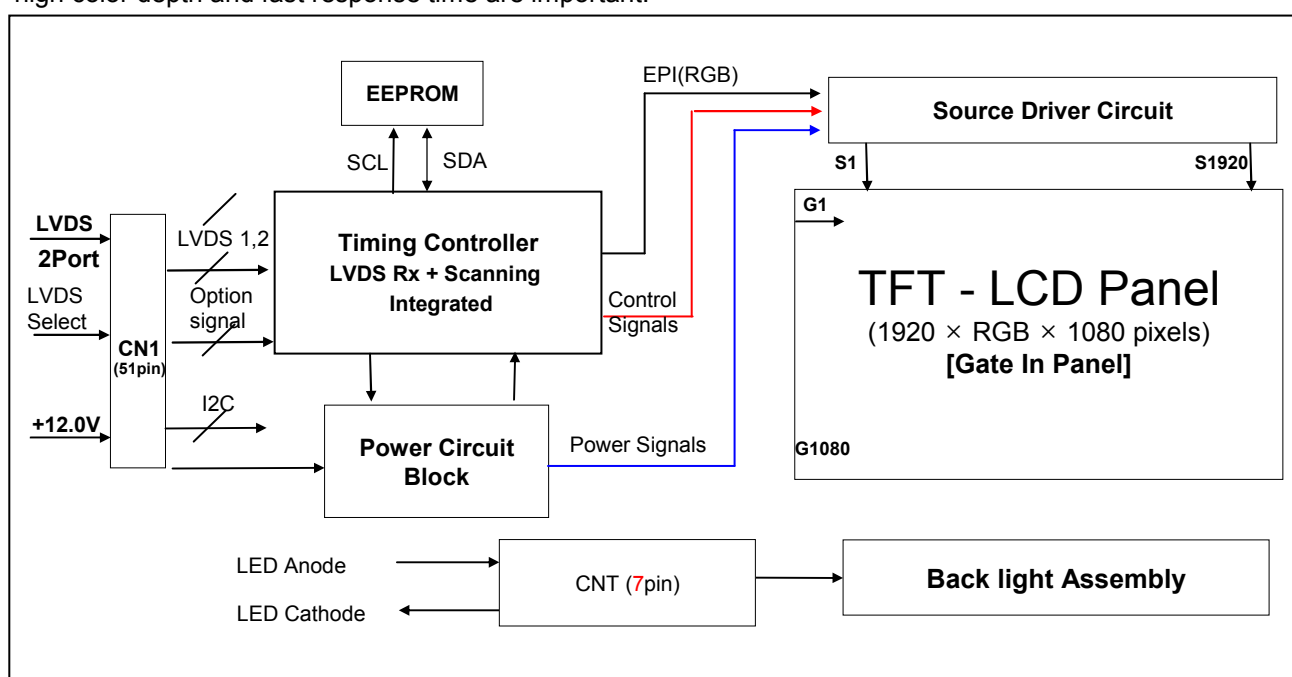 high color depth and fast response time are important.
EEPROM
SCL
SDA
EPI(RGB)
Source Driver Circuit
S1
S1920
LVDS
2Port
LVDS
Select
+12.0V
CN1
(51pin)
LVDS 1,2
Option
signal
I2C
Timing Controller
LVDS Rx + Scanning
Integrated
Control
Signals
Power Circuit
Block
Power Signals
G1
TFT - LCD Panel
(1920 × RGB × 1080 pixels)
[Gate In Panel]
G1080
LED Anode
LED Cathode
CNT (7pin)
Back light Assembly